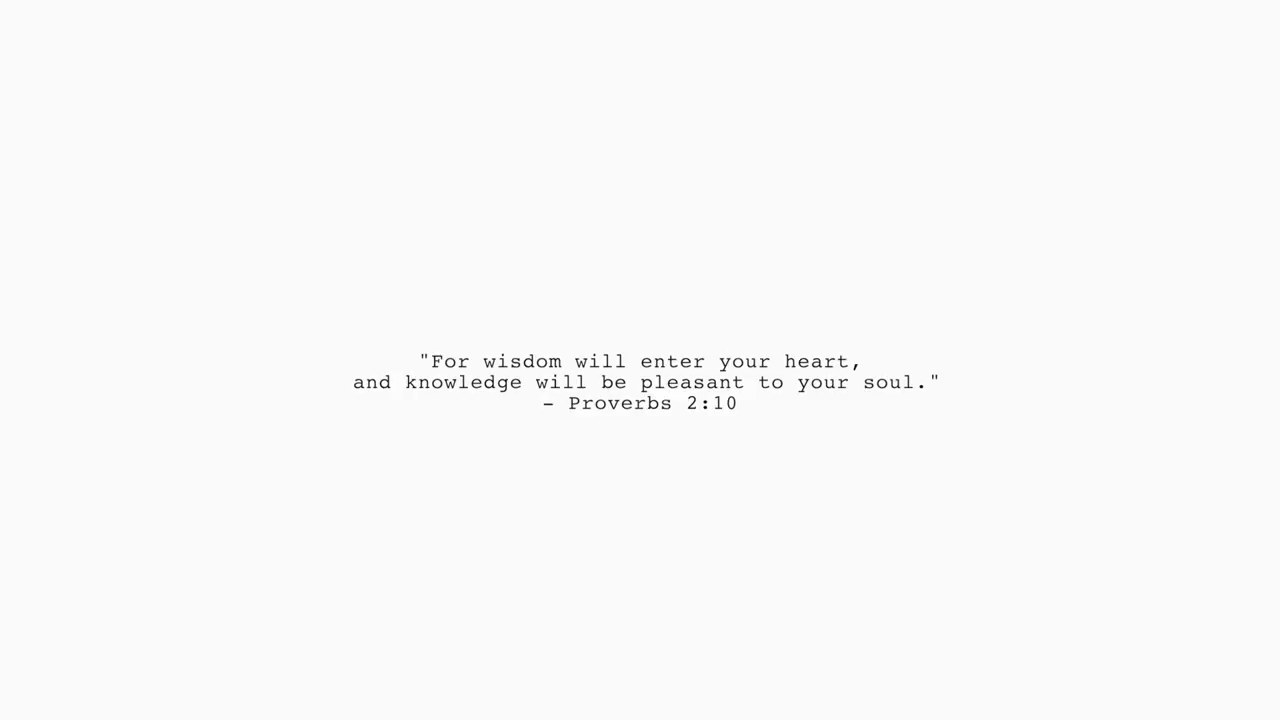 "For wisdom will enter your heart,
and knowledge will be pleasant to your soul."
- Proverbs 2:10